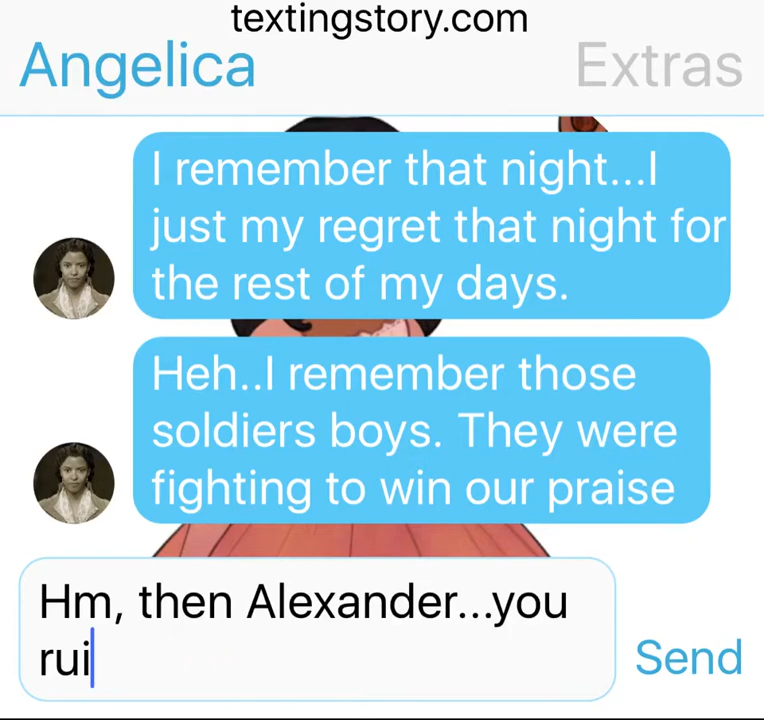 textingstory.com
Angelica
Extras
I remember that night...I
just my regret that night for
the rest of my days.
Heh..I remember those
soldiers boys. They were
fighting to win our praise
Hm, then Alexander...you
rui
Send